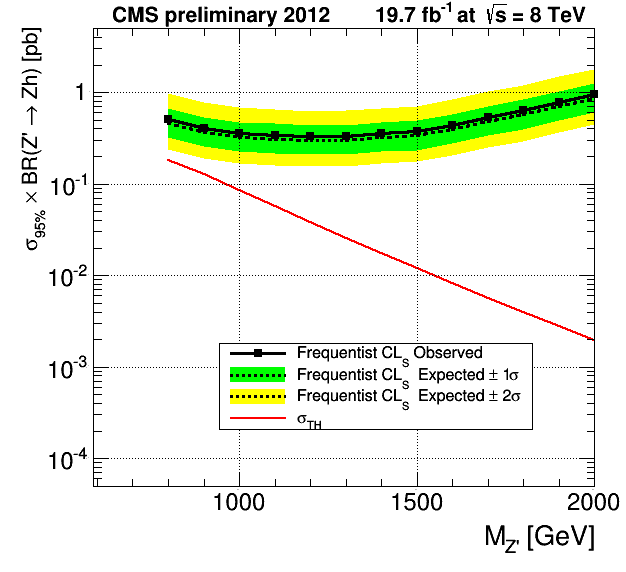 CMS preliminary 2012 19.7 fb⁻¹ at √s = 8 TeV
σ95% × BR(Z' → Zh) [pb]
1
10⁻¹
10⁻²
10⁻³
10⁻⁴
Frequentist CLS Observed
Frequentist CLS Expected ± 1σ
Frequentist CLS Expected ± 2σ
σTH
1000 1500 2000
MZ' [GeV]